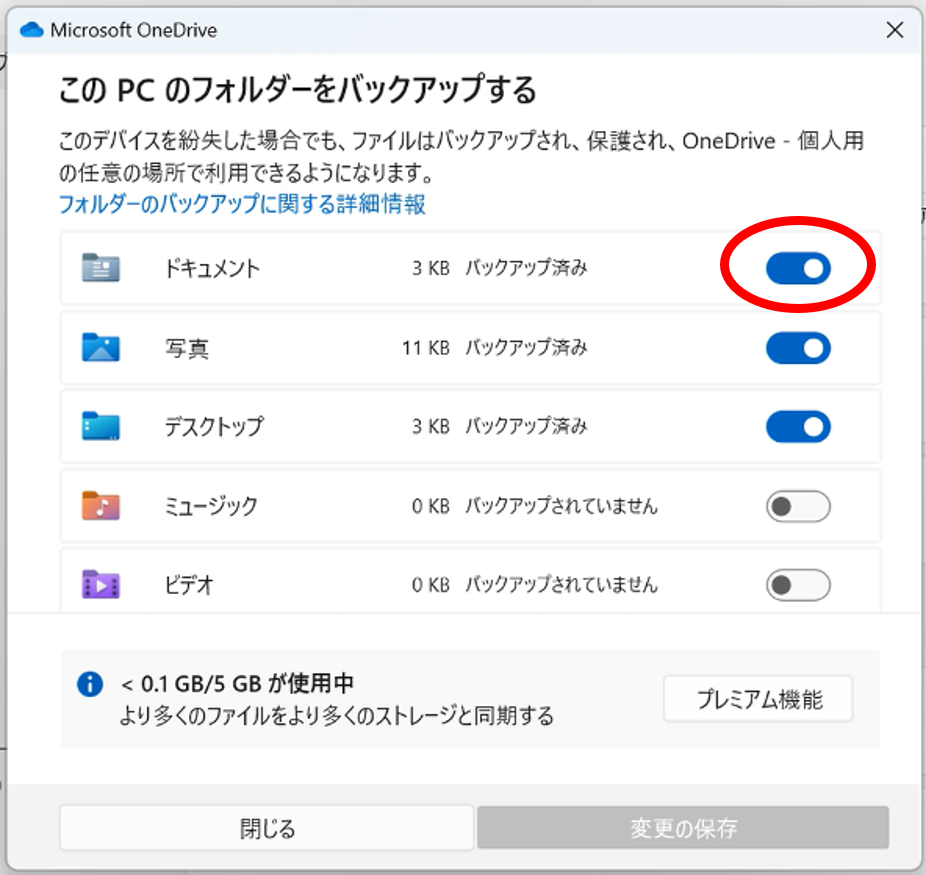 Microsoft OneDrive
この PC のフォルダーをバックアップする
このデバイスを紛失した場合でも、ファイルはバックアップされ、保護され、OneDrive - 個人用
の任意の場所で利用できるようになります。
フォルダーのバックアップに関する詳細情報
ドキュメント 3 KB バックアップ済み
写真 11 KB バックアップ済み
デスクトップ 3 KB バックアップ済み
ミュージック 0 KB バックアップされていません
ビデオ 0 KB バックアップされていません
< 0.1 GB/5 GB が使用中
より多くのファイルをより多くのストレージと同期する
プレミアム機能
閉じる
変更の保存